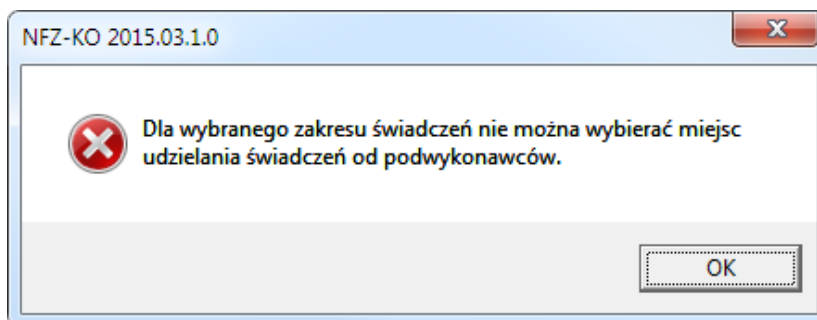 NFZ-KO 2015.03.1.0
Dla wybranego zakresu świadczeń nie można wybierać miejsc
udzielania świadczeń od podwykonawców.
OK